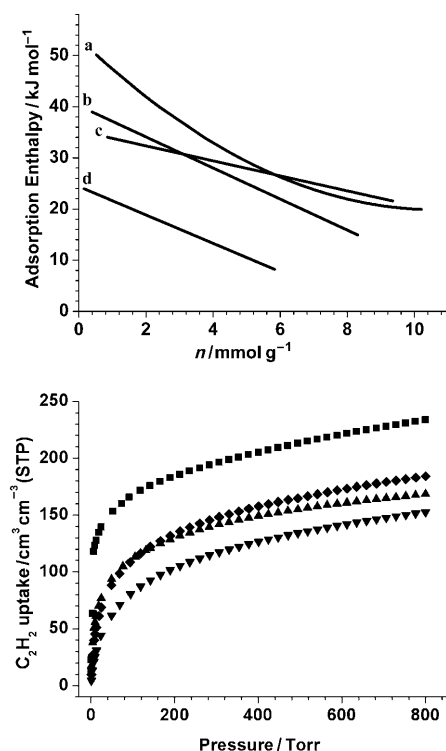 Adsorption Enthalpy / kJ mol⁻¹
50
40
30
20
10
0
a
b
c
d
0 2 4 6 8 10
n/mmol g⁻¹
C₂H₂ uptake /cm³ cm⁻³ (STP)
250
200
150
100
50
0
0 200 400 600 800
Pressure / Torr